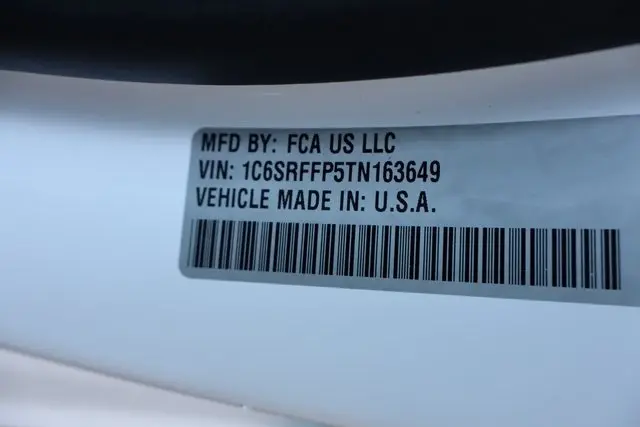 MFD BY: FCA US LLC
VIN: 1C6SRFFP5TN163649
VEHICLE MADE IN: U.S.A.